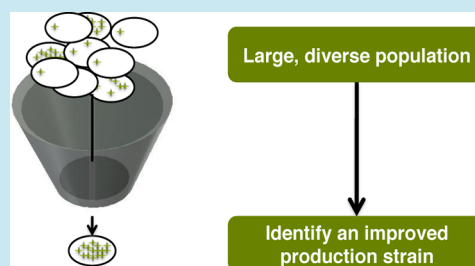 Large, diverse population
Identify an improved
production strain